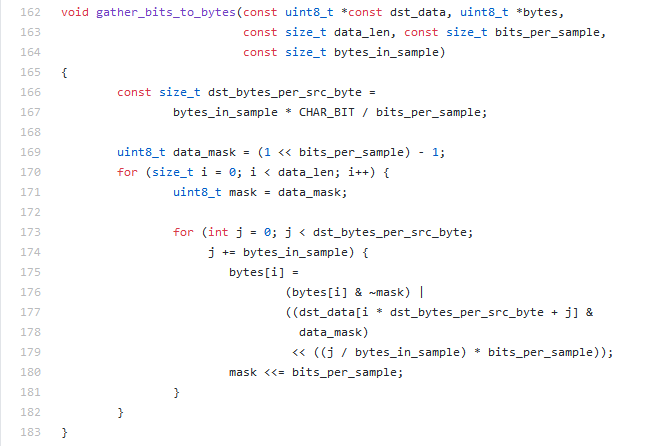 162 void gather_bits_to_bytes(const uint8_t *const dst_data, uint8_t *bytes,
163 const size_t data_len, const size_t bits_per_sample,
164 const size_t bytes_in_sample)
165 {
166 const size_t dst_bytes_per_src_byte =
167 bytes_in_sample * CHAR_BIT / bits_per_sample;
168
169 uint8_t data_mask = (1 << bits_per_sample) - 1;
170 for (size_t i = 0; i < data_len; i++) {
171 uint8_t mask = data_mask;
172
173 for (int j = 0; j < dst_bytes_per_src_byte;
174 j += bytes_in_sample) {
175 bytes[i] =
176 (bytes[i] & ~mask) |
177 ((dst_data[i * dst_bytes_per_src_byte + j] &
178 data_mask)
179 << ((j / bytes_in_sample) * bits_per_sample));
180 mask <<= bits_per_sample;
181 }
182 }
183 }